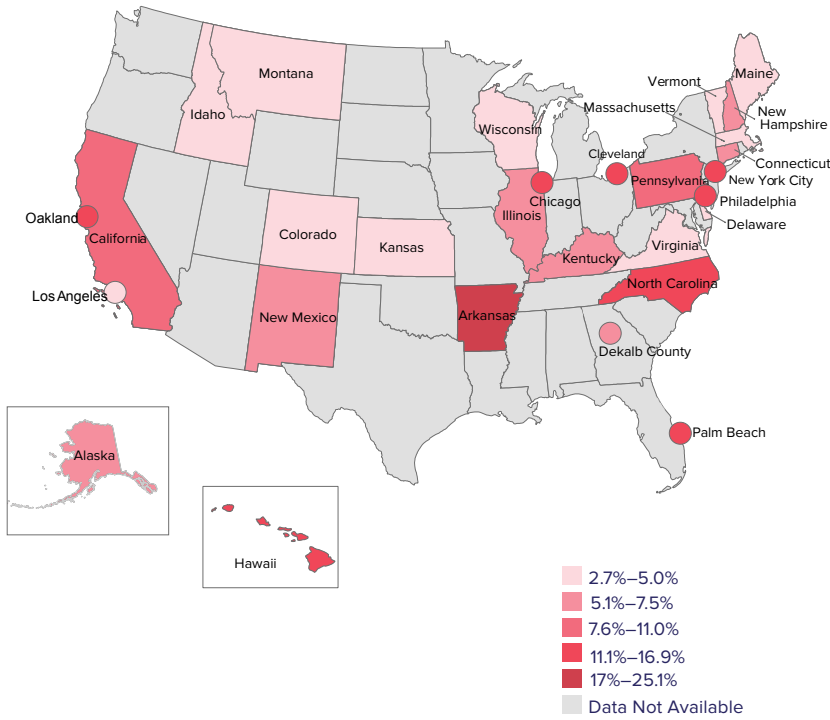 Montana
Maine
Vermont
Idaho
Massachusetts
New
Hampshire
Wisconsin
Cleveland
Connecticut
Pennsylvania
New York City
Chicago
Philadelphia
Illinois
Oakland
Delaware
California
Colorado
Kansas
Virginia
Kentucky
North Carolina
Los Angeles
New Mexico
Arkansas
Dekalb County
Palm Beach
Alaska
Hawaii
2.7%–5.0%
5.1%–7.5%
7.6%–11.0%
11.1%–16.9%
17%–25.1%
Data Not Available